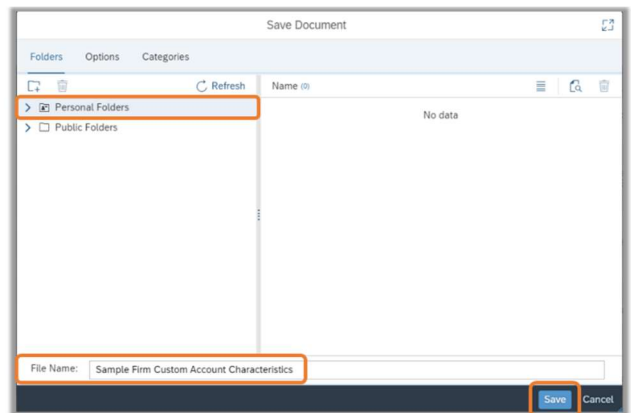 Save Document
Folders Options Categories
Refresh Name (0)
Personal Folders
No data
Public Folders
File Name: Sample Firm Custom Account Characteristics
Save Cancel